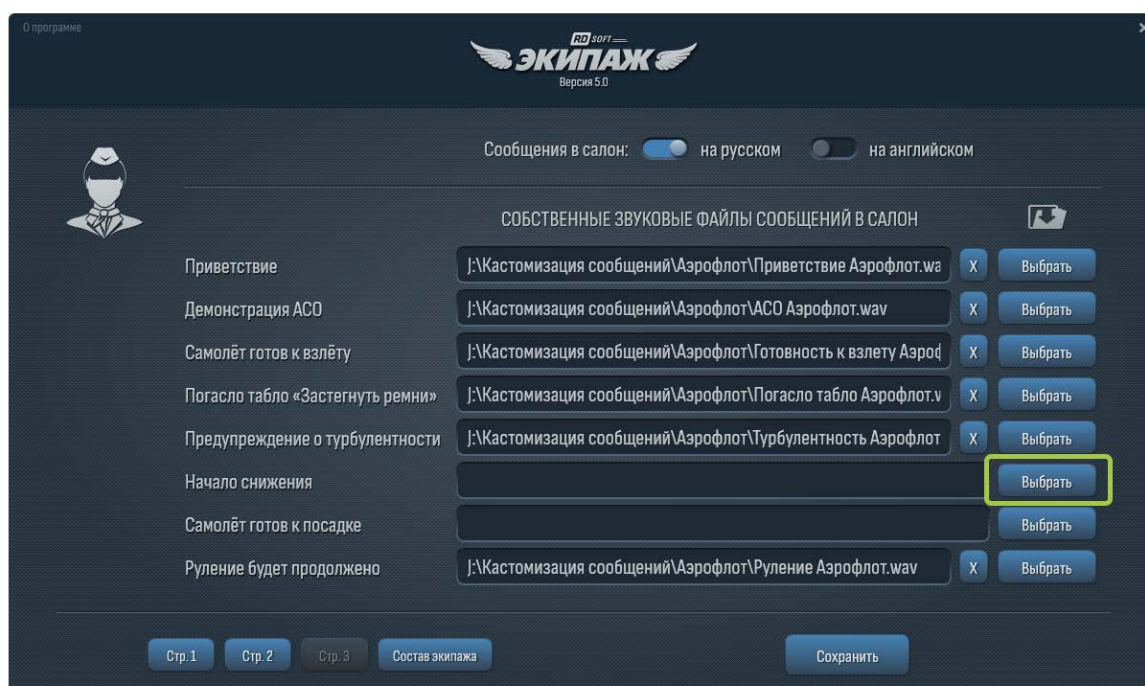 О программе
RD SOFT
ЭКИПАЖ
Версия 5.0
Сообщения в салон: на русском на английском
СОБСТВЕННЫЕ ЗВУКОВЫЕ ФАЙЛЫ СООБЩЕНИЙ В САЛОН
Приветствие J:\Кастомизация сообщений\Аэрофлот\Приветствие Аэрофлот.wa X Выбрать
Демонстрация АСО J:\Кастомизация сообщений\Аэрофлот\АСО Аэрофлот.wav X Выбрать
Самолёт готов к взлёту J:\Кастомизация сообщений\Аэрофлот\Готовность к взлету Аэроф X Выбрать
Погасло табло «Застегнуть ремни» J:\Кастомизация сообщений\Аэрофлот\Погасло табло Аэрофлот.w X Выбрать
Предупреждение о турбулентности J:\Кастомизация сообщений\Аэрофлот\Турбулентность Аэрофлот X Выбрать
Начало снижения Выбрать
Самолёт готов к посадке Выбрать
Руление будет продолжено J:\Кастомизация сообщений\Аэрофлот\Руление Аэрофлот.wav X Выбрать
Стр. 1 Стр. 2 Стр. 3 Состав экипажа Сохранить